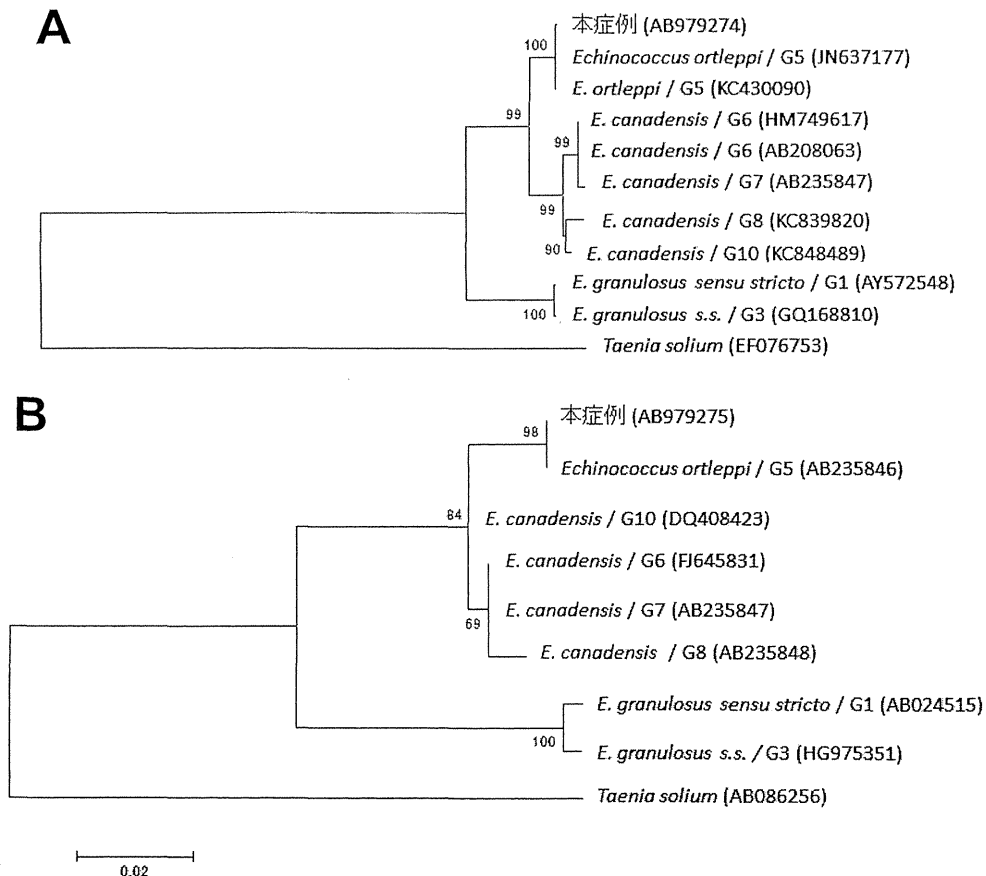 A
本症例 (AB979274)
100
Echinococcus ortleppi / G5 (JN637177)
E. ortleppi / G5 (KC430090)
99
E. canadensis / G6 (HM749617)
99
E. canadensis / G6 (AB208063)
E. canadensis / G7 (AB235847)
99
E. canadensis / G8 (KC839820)
90
E. canadensis / G10 (KC848489)
E. granulosus sensu stricto / G1 (AY572548)
100
E. granulosus s.s. / G3 (GQ168810)
Taenia solium (EF076753)
B
本症例 (AB979275)
98
Echinococcus ortleppi / G5 (AB235846)
84
E. canadensis / G10 (DQ408423)
E. canadensis / G6 (FJ645831)
E. canadensis / G7 (AB235847)
69
E. canadensis / G8 (AB235848)
E. granulosus sensu stricto / G1 (AB024515)
100
E. granulosus s.s. / G3 (HG975351)
Taenia solium (AB086256)
0.02